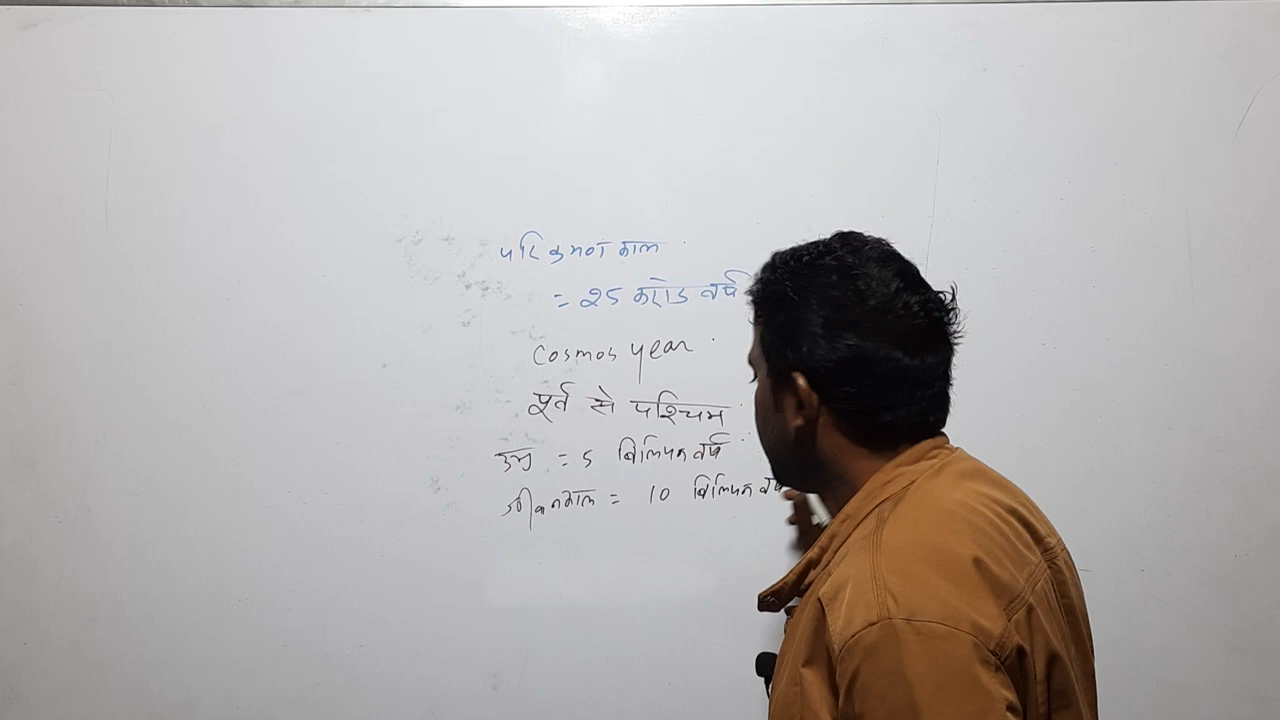 परिक्रमण काल
= 25 करोड वर्ष
Cosmos year
पूर्व से पश्चिम
उम्र = 5 बिलियन वर्ष
जीवनकाल = 10 बिलियन वर्ष